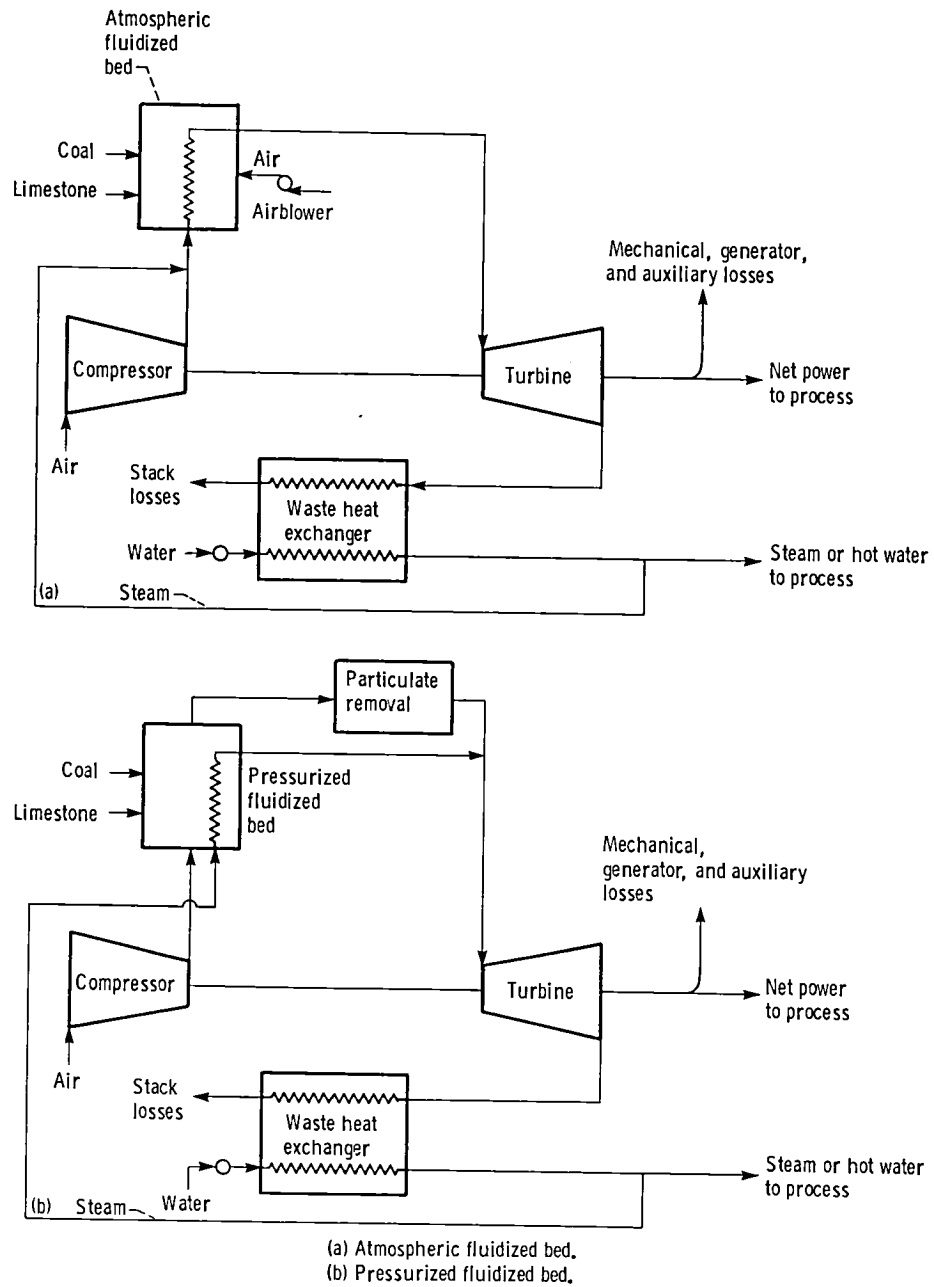 Atmospheric
fluidized
bed
Coal
Limestone
Air
Airblower
Mechanical, generator,
and auxiliary losses
Compressor
Turbine
Net power
to process
Air
Stack
losses
Waste heat
exchanger
Water
Steam or hot water
to process
(a)
Steam
Particulate
removal
Coal
Limestone
Pressurized
fluidized
bed
Mechanical,
generator, and auxiliary
losses
Compressor
Turbine
Net power
to process
Air
Stack
losses
Waste heat
exchanger
Steam or hot water
to process
(b)
Steam
Water
(a) Atmospheric fluidized bed.
(b) Pressurized fluidized bed.